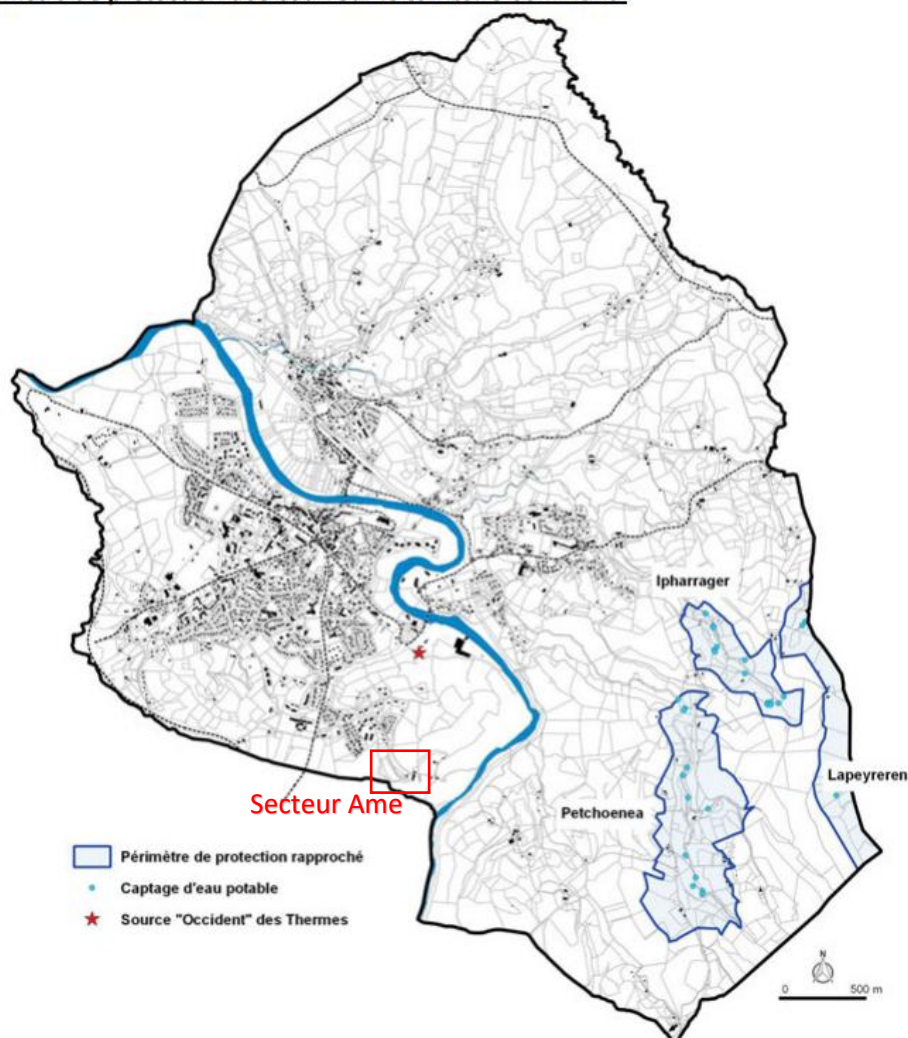 Ipharrager
Lapeyreren
Petchoenea
Secteur Ame
Périmètre de protection rapproché
Captage d'eau potable
Source "Occident" des Thermes
N
0 500 m